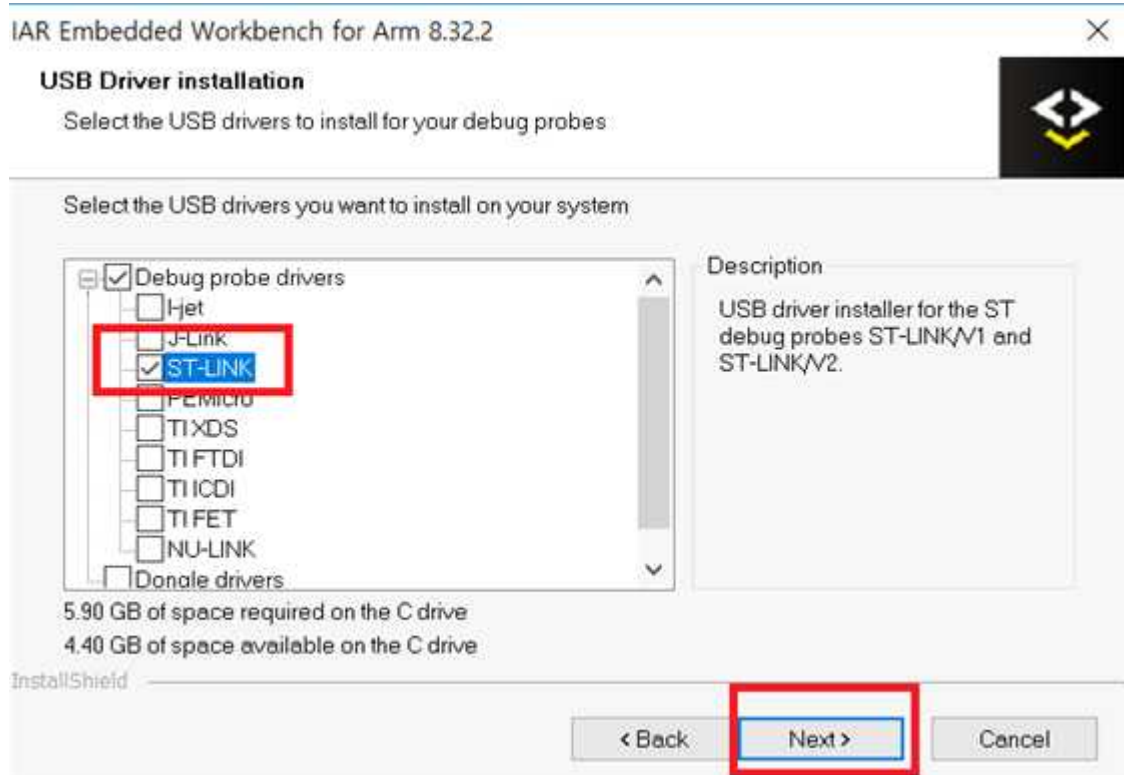 IAR Embedded Workbench for Arm 8.32.2
USB Driver installation
Select the USB drivers to install for your debug probes
Select the USB drivers you want to install on your system
Debug probe drivers
I-jet
J-Link
ST-LINK
PEMicro
TI XDS
TI FTDI
TI ICDI
TI FET
NU-LINK
Dongle drivers
Description
USB driver installer for the ST
debug probes ST-LINK/V1 and
ST-LINK/V2.
5.90 GB of space required on the C drive
4.40 GB of space available on the C drive
InstallShield
< Back
Next >
Cancel